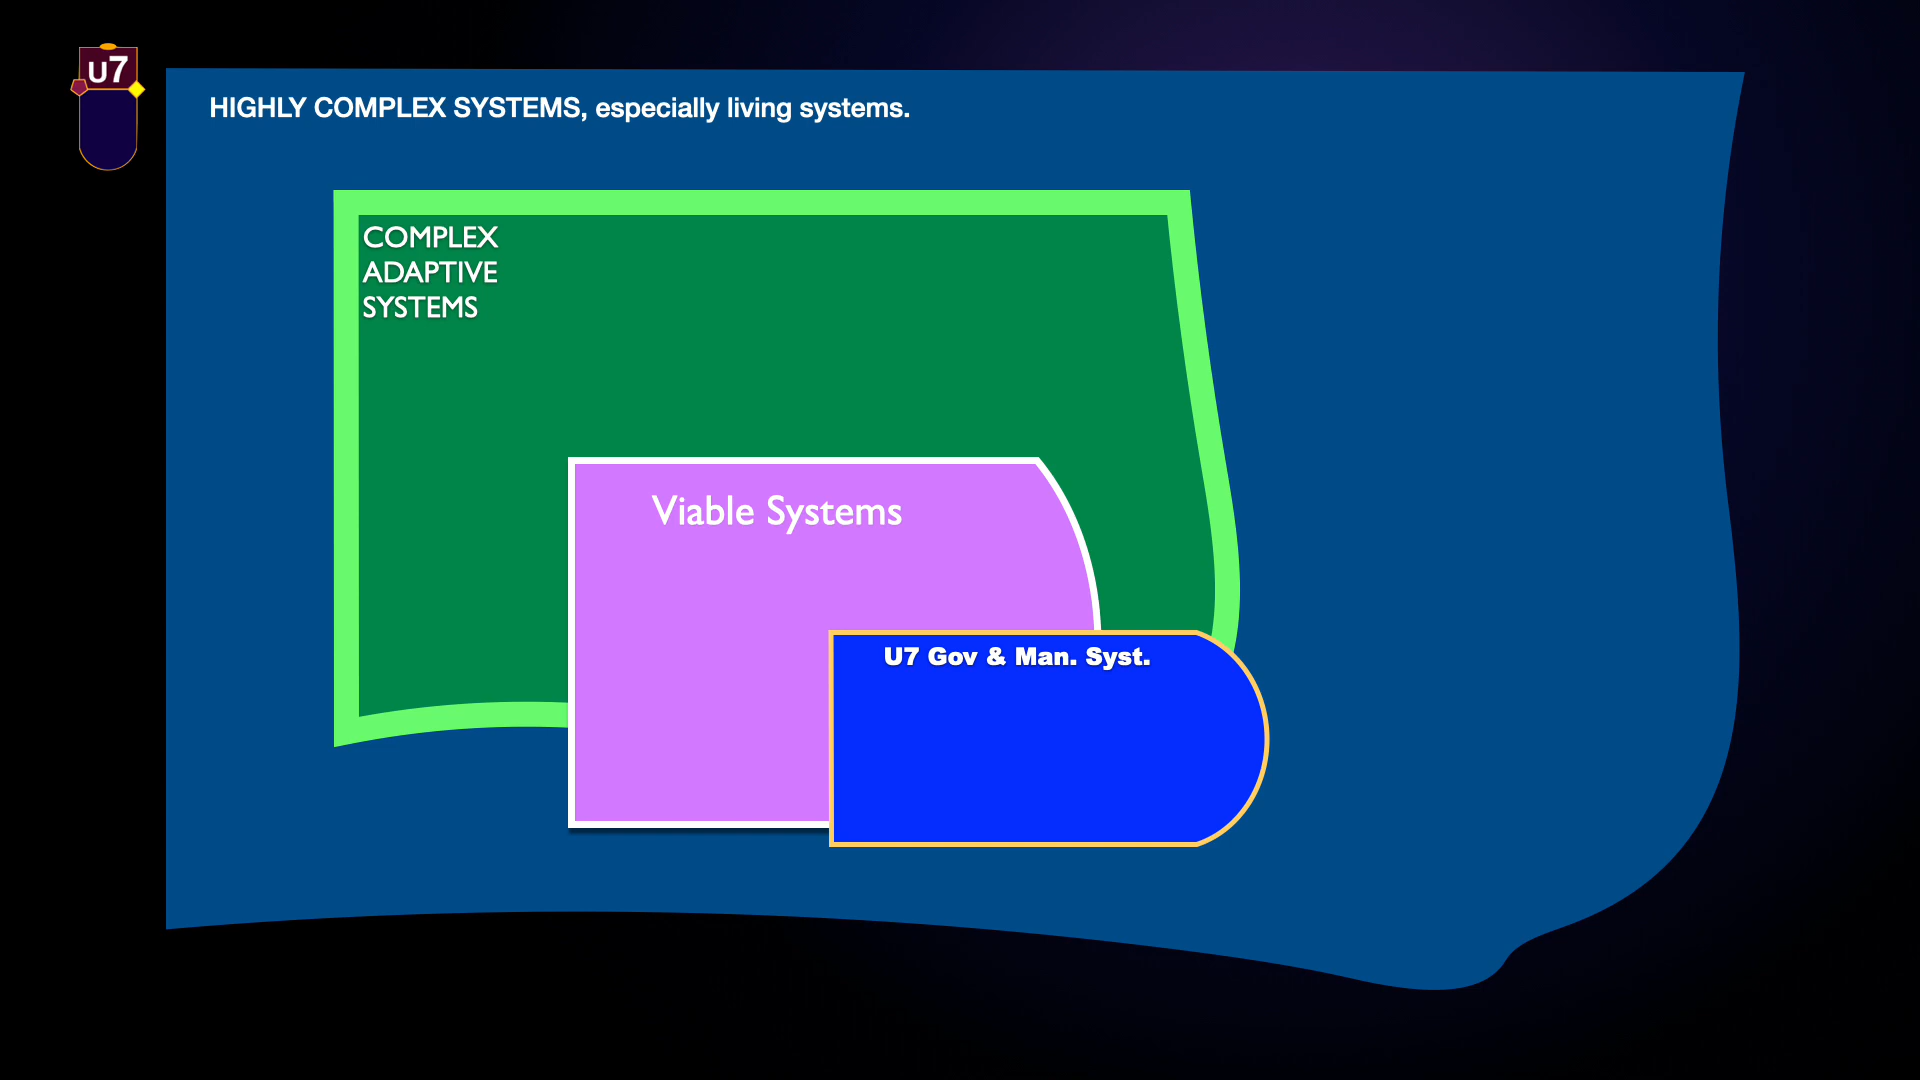 U7
HIGHLY COMPLEX SYSTEMS, especially living systems.
COMPLEX
ADAPTIVE
SYSTEMS
Viable Systems
U7 Gov & Man. Syst.